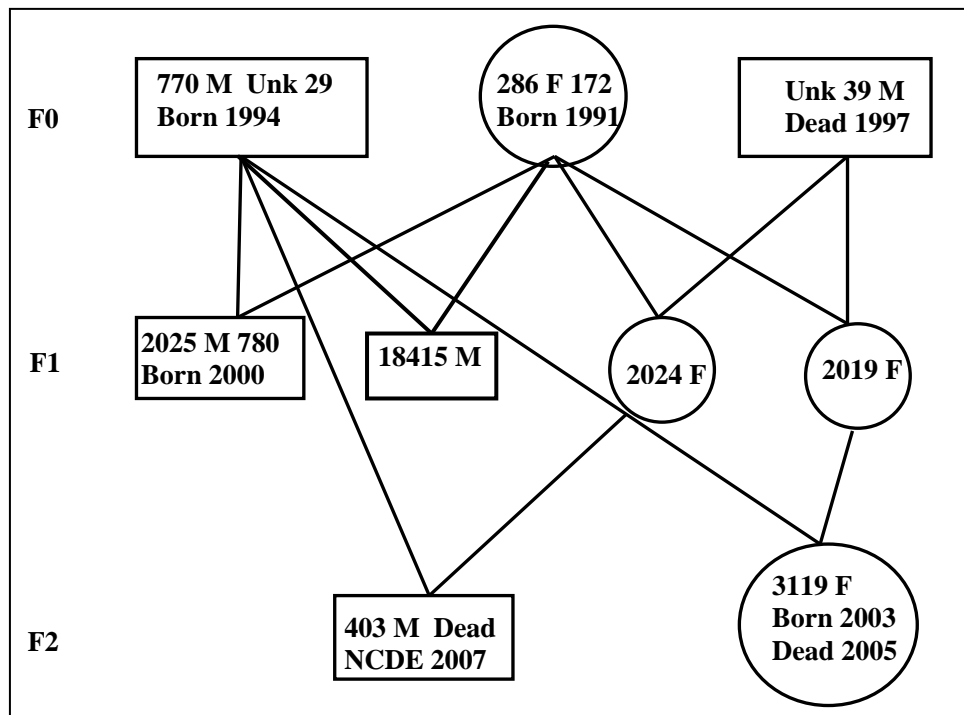 F0
770 M Unk 29
Born 1994
286 F 172
Born 1991
Unk 39 M
Dead 1997
F1
2025 M 780
Born 2000
18415 M
2024 F
2019 F
F2
403 M Dead
NCDE 2007
3119 F
Born 2003
Dead 2005